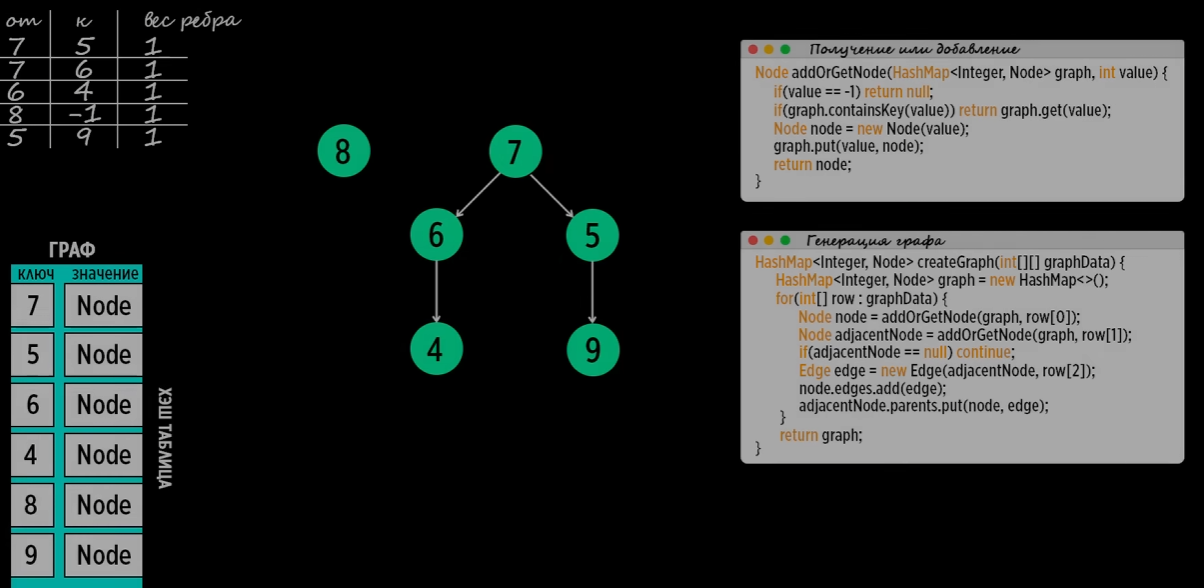 от к вес ребра
7 5 1
7 6 1
6 4 1
8 -1 1
5 9 1
8
7
6
5
4
9
ГРАФ
ключ значение
7 Node
5 Node
6 Node
4 Node
8 Node
9 Node
ХЭШ ТАБЛИЦА
Получение или добавление
Node addOrGetNode(HashMap<Integer, Node> graph, int value) {
if(value == -1) return null;
if(graph.containsKey(value)) return graph.get(value);
Node node = new Node(value);
graph.put(value, node);
return node;
}
Генерация графа
HashMap<Integer, Node> createGraph(int[][] graphData) {
HashMap<Integer, Node> graph = new HashMap<>();
for(int[] row : graphData) {
Node node = addOrGetNode(graph, row[0]);
Node adjacentNode = addOrGetNode(graph, row[1]);
if(adjacentNode == null) continue;
Edge edge = new Edge(adjacentNode, row[2]);
node.edges.add(edge);
adjacentNode.parents.put(node, edge);
}
return graph;
}